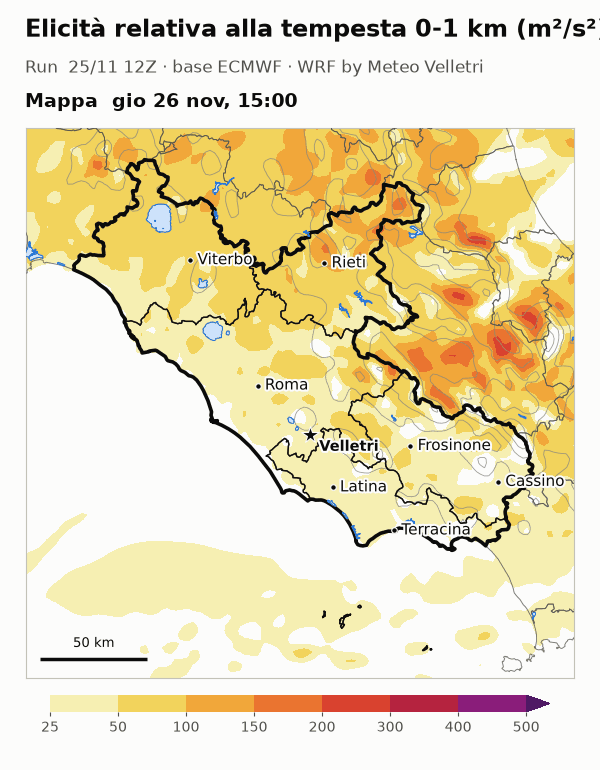 Elicità relativa alla tempesta 0-1 km (m²/s²)
Run 25/11 12Z · base ECMWF · WRF by Meteo Velletri
Mappa gio 26 nov, 15:00
Viterbo
Rieti
Roma
Velletri
Frosinone
Cassino
Latina
Terracina
50 km
25 50 100 150 200 300 400 500